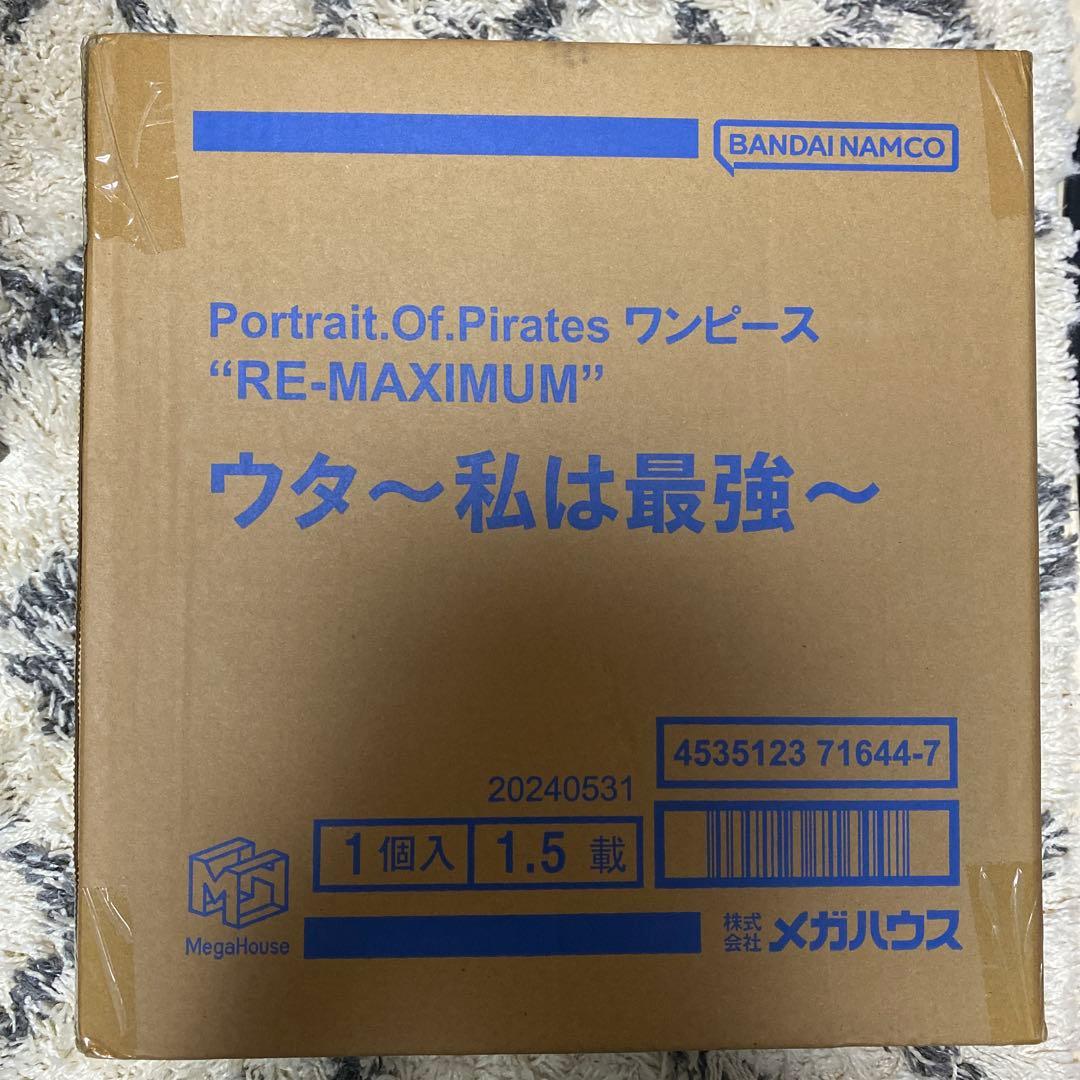 BANDAI NAMCO
Portrait.Of.Pirates ワンピース
“RE-MAXIMUM”
ウタ～私は最強～
4535123 71644-7
20240531
1個入 1.5 載
MegaHouse
株式会社 メガハウス